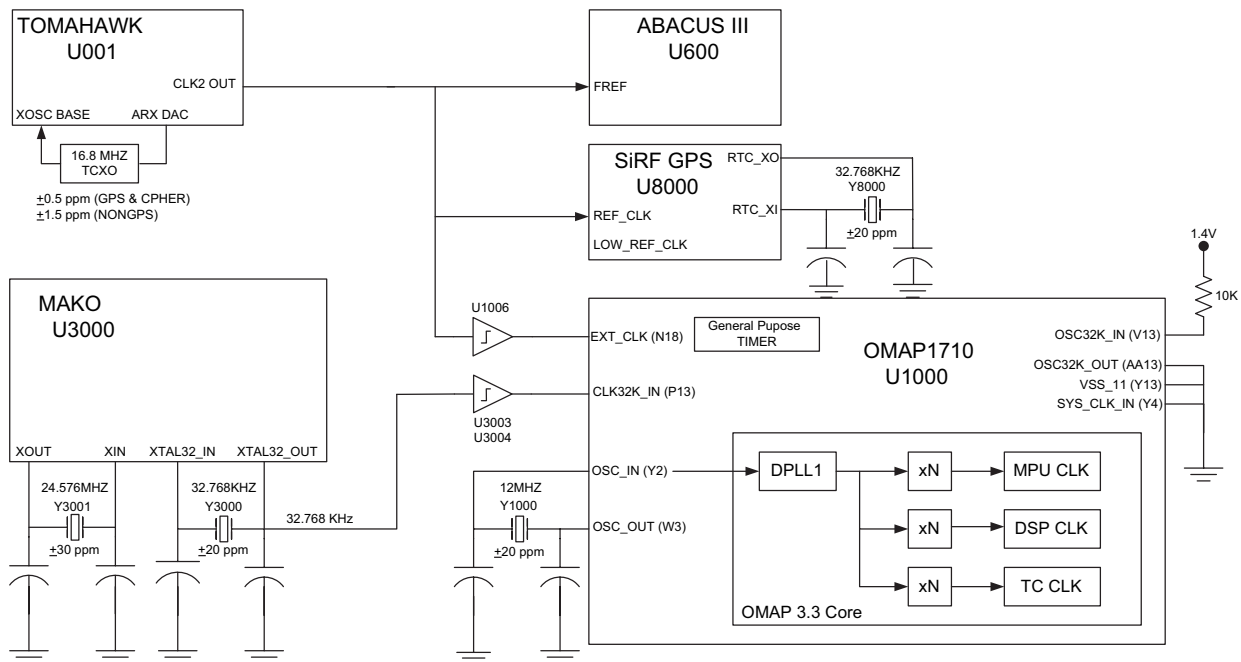 TOMAHAWK
U001
CLK2 OUT
XOSC BASE
ARX DAC
16.8 MHZ
TCXO
±0.5 ppm (GPS & CPHER)
±1.5 ppm (NONGPS)
ABACUS III
U600
FREF
SiRF GPS
U8000
RTC_XO
RTC_XI
REF_CLK
LOW_REF_CLK
32.768KHZ
Y8000
±20 ppm
1.4V
10K
MAKO
U3000
XOUT
XIN
XTAL32_IN
XTAL32_OUT
24.576MHZ
Y3001
±30 ppm
32.768KHZ
Y3000
±20 ppm
32.768 KHz
U1006
U3003
U3004
EXT_CLK (N18)
General Pupose
TIMER
OMAP1710
U1000
CLK32K_IN (P13)
OSC32K_IN (V13)
OSC32K_OUT (AA13)
VSS_11 (Y13)
SYS_CLK_IN (Y4)
OSC_IN (Y2)
12MHZ
Y1000
±20 ppm
OSC_OUT (W3)
DPLL1
xN
MPU CLK
xN
DSP CLK
xN
TC CLK
OMAP 3.3 Core